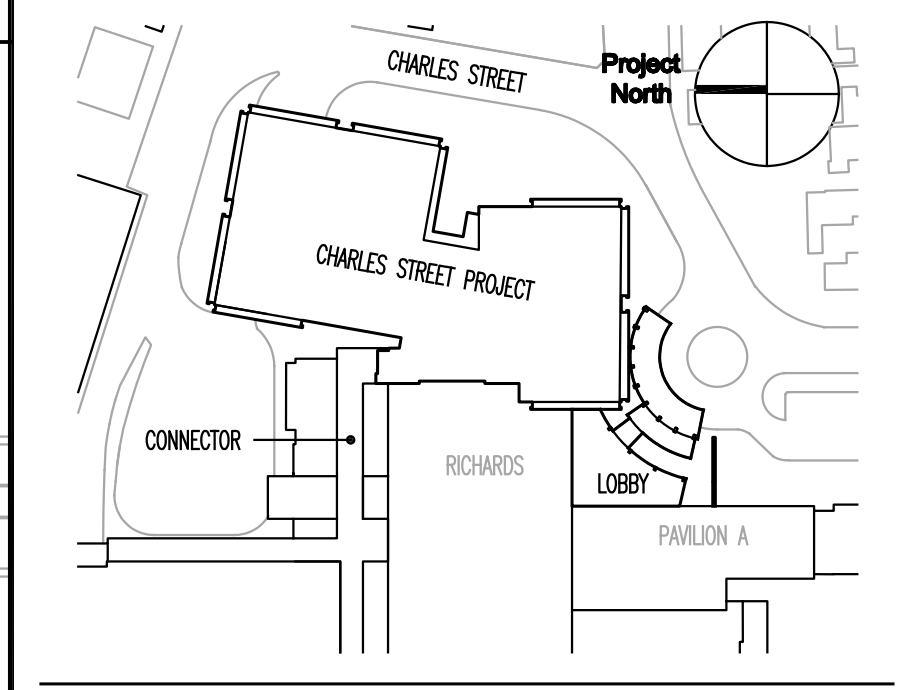 CHARLES STREET
Project
North
CHARLES STREET PROJECT
CONNECTOR
RICHARDS
LOBBY
PAVILION A